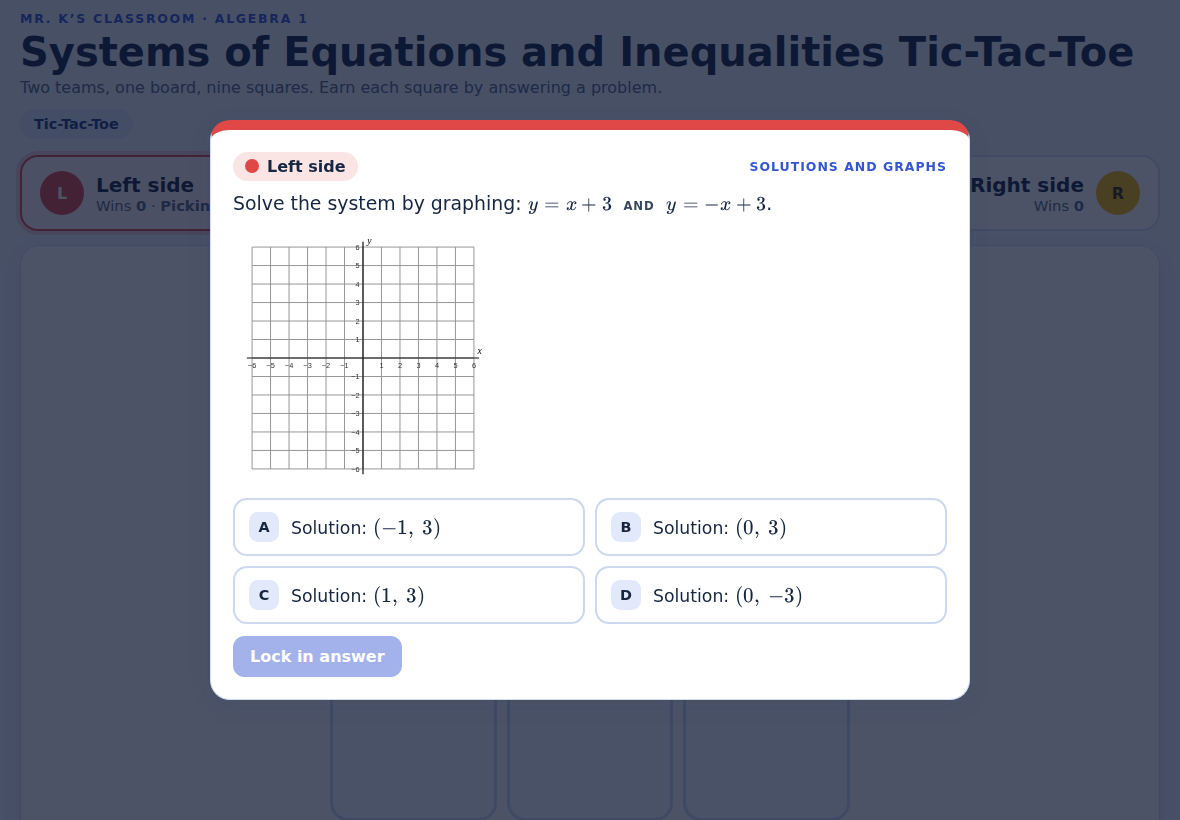 MR. K'S CLASSROOM · ALGEBRA 1
Systems of Equations and Inequalities Tic-Tac-Toe
Two teams, one board, nine squares. Earn each square by answering a problem.
Tic-Tac-Toe
L
Left side
Wins 0 · Pickin
Right side
Wins 0
R
Left side
SOLUTIONS AND GRAPHS
Solve the system by graphing: y = x + 3 AND y = −x + 3.
y
6
5
4
3
2
1
x
−6 −5 −4 −3 −2 −1 1 2 3 4 5 6
−1
−2
−3
−4
−5
−6
A Solution: (−1, 3)
B Solution: (0, 3)
C Solution: (1, 3)
D Solution: (0, −3)
Lock in answer